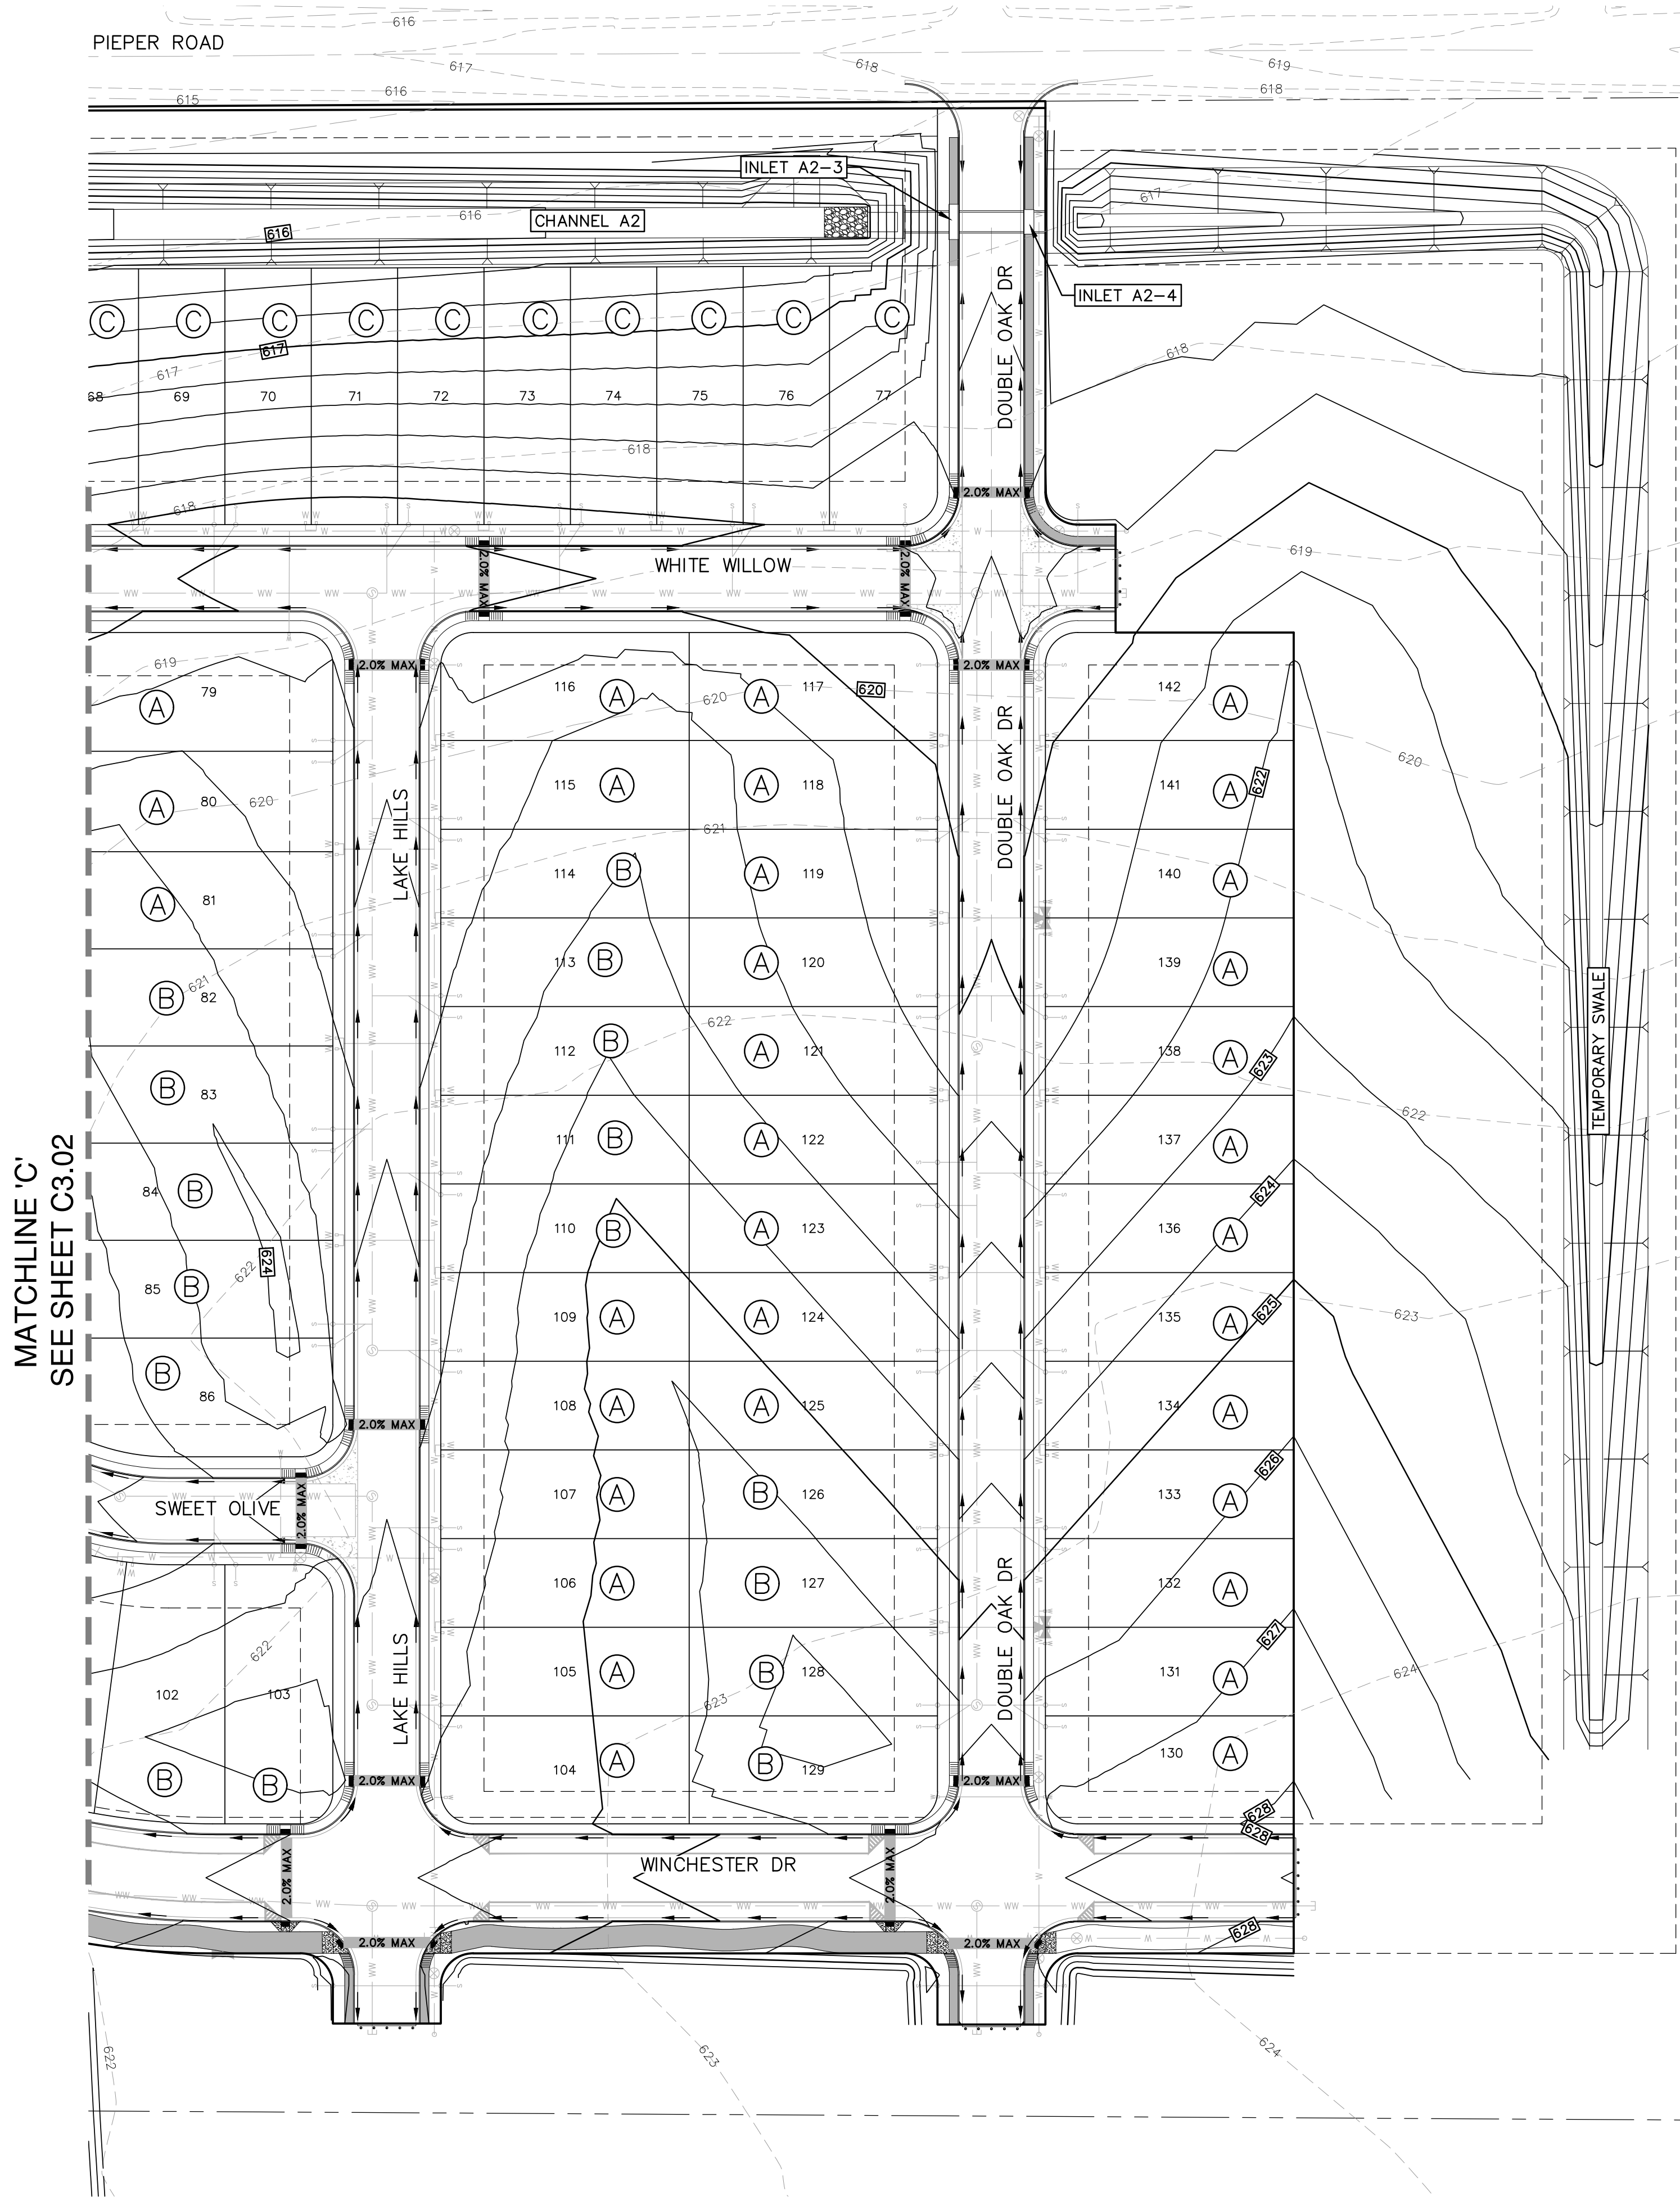 616
PIEPER ROAD
617
618
619
615
616
618
INLET A2-3
617
616
CHANNEL A2
616
INLET A2-4
C
C
C
C
C
C
C
C
C
C
DOUBLE OAK DR
617
618
617
68
69
70
71
72
73
74
75
76
77
618
618
2.0% MAX
619
2.0% MAX
WHITE WILLOW
2.0% MAX
619
2.0% MAX
2.0% MAX
79
A
116
A
620
A
117
620
142
A
DOUBLE OAK DR
620
A
80
620
LAKE HILLS
115
A
A
118
141
A
622
621
114
B
A
119
140
A
A
81
113
B
A
120
139
A
621
B
82
622
112
B
A
121
138
A
623
TEMPORARY SWALE
B
83
622
MATCHLINE 'C'
SEE SHEET C3.02
111
B
A
122
137
A
84
B
624
110
B
A
123
136
A
624
622
85
B
109
A
A
124
135
A
625
623
B
86
108
A
A
125
134
A
2.0% MAX
626
SWEET OLIVE
2.0% MAX
107
A
B
126
133
A
106
A
B
127
DOUBLE OAK DR
132
A
622
LAKE HILLS
627
102
103
105
A
B
128
131
A
624
623
B
B
104
A
B
129
130
A
2.0% MAX
2.0% MAX
628
628
2.0% MAX
WINCHESTER DR
2.0% MAX
628
2.0% MAX
2.0% MAX
622
623
624